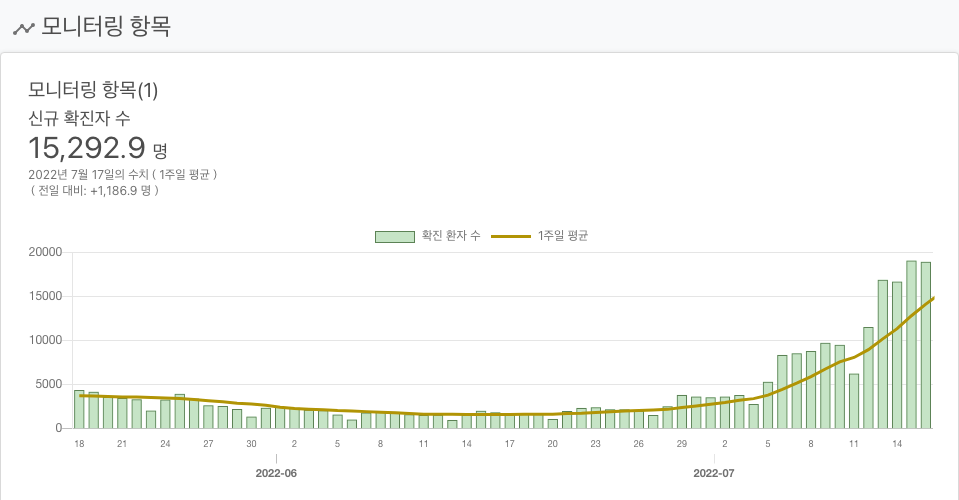 모니터링 항목
모니터링 항목(1)
신규 확진자 수
15,292.9 명
2022년 7월 17일의 수치 ( 1주일 평균 )
( 전일 대비: +1,186.9 명 )
확진 환자 수 1주일 평균
20000
15000
10000
5000
0
18 21 24 27 30 2 5 8 11 14 17 20 23 26 29 2 5 8 11 14
2022-06 2022-07